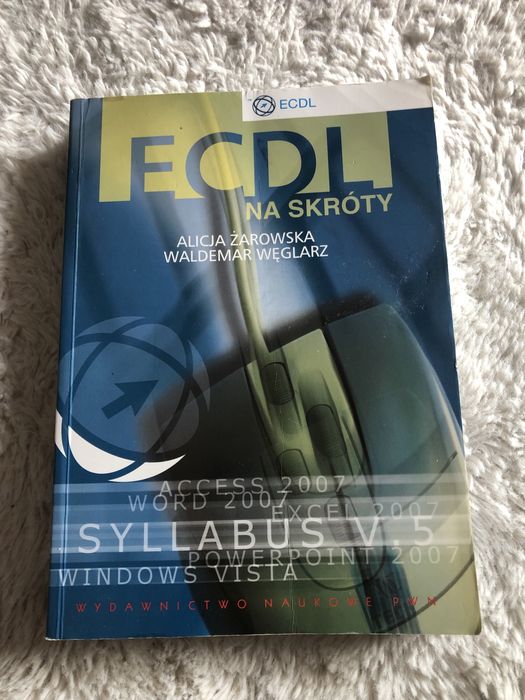 ECDL
ECDL
NA SKRÓTY
ALICJA ŻAROWSKA
WALDEMAR WĘGLARZ
ACCESS 2007
WORD 2007
EXCEL 2007
SYLLABUS V.5
POWERPOINT 2007
WINDOWS VISTA
WYDAWNICTWO NAUKOWE PWN